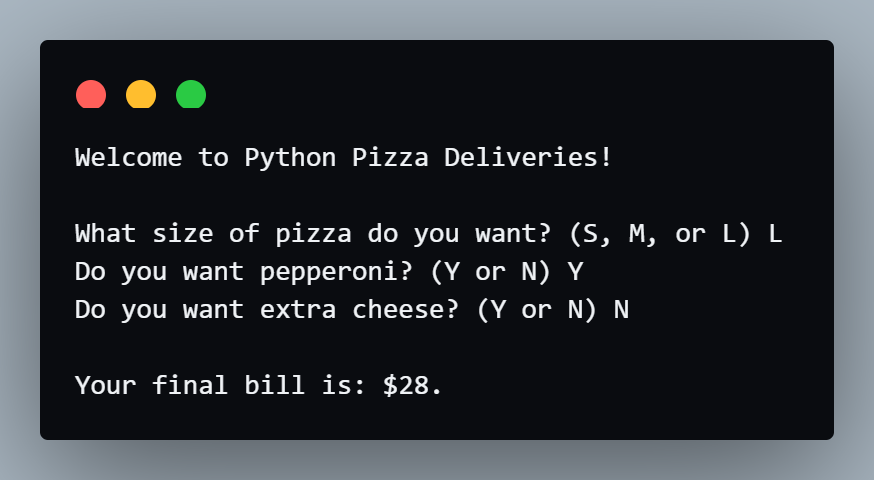 Welcome to Python Pizza Deliveries!
What size of pizza do you want? (S, M, or L) L
Do you want pepperoni? (Y or N) Y
Do you want extra cheese? (Y or N) N
Your final bill is: $28.